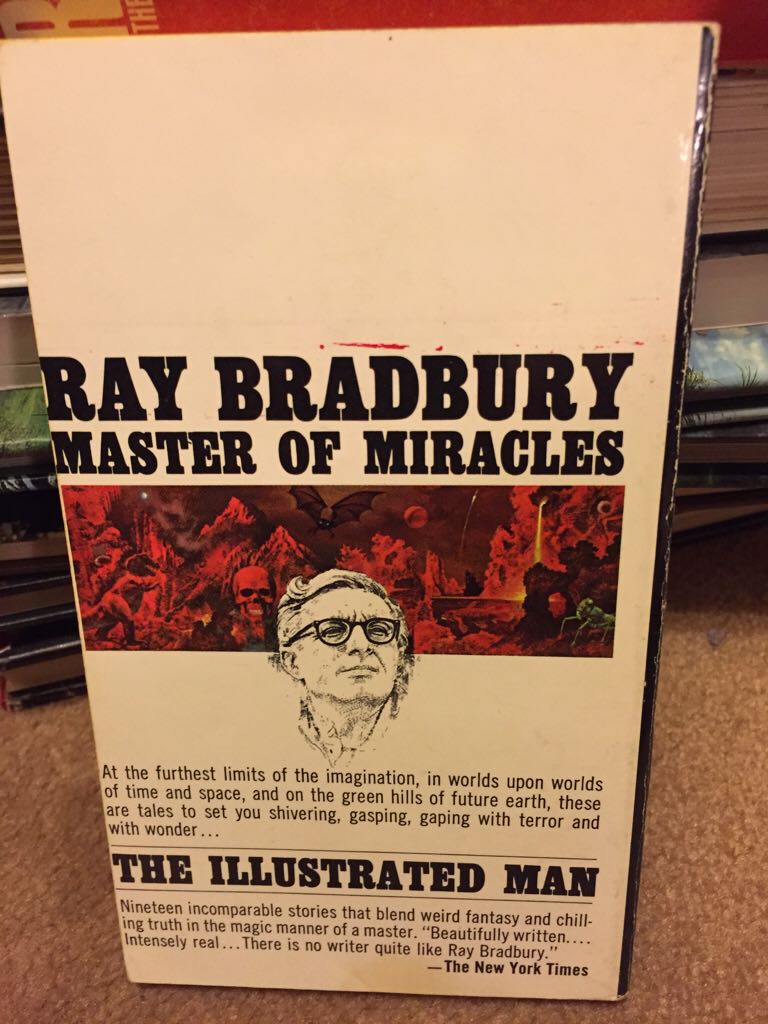 R
THE
RAY BRADBURY
MASTER OF MIRACLES
At the furthest limits of the imagination, in worlds upon worlds
of time and space, and on the green hills of future earth, these
are tales to set you shivering, gasping, gaping with terror and
with wonder...
THE ILLUSTRATED MAN
Nineteen incomparable stories that blend weird fantasy and chill-
ing truth in the magic manner of a master. “Beautifully written....
Intensely real...There is no writer quite like Ray Bradbury.”
—The New York Times